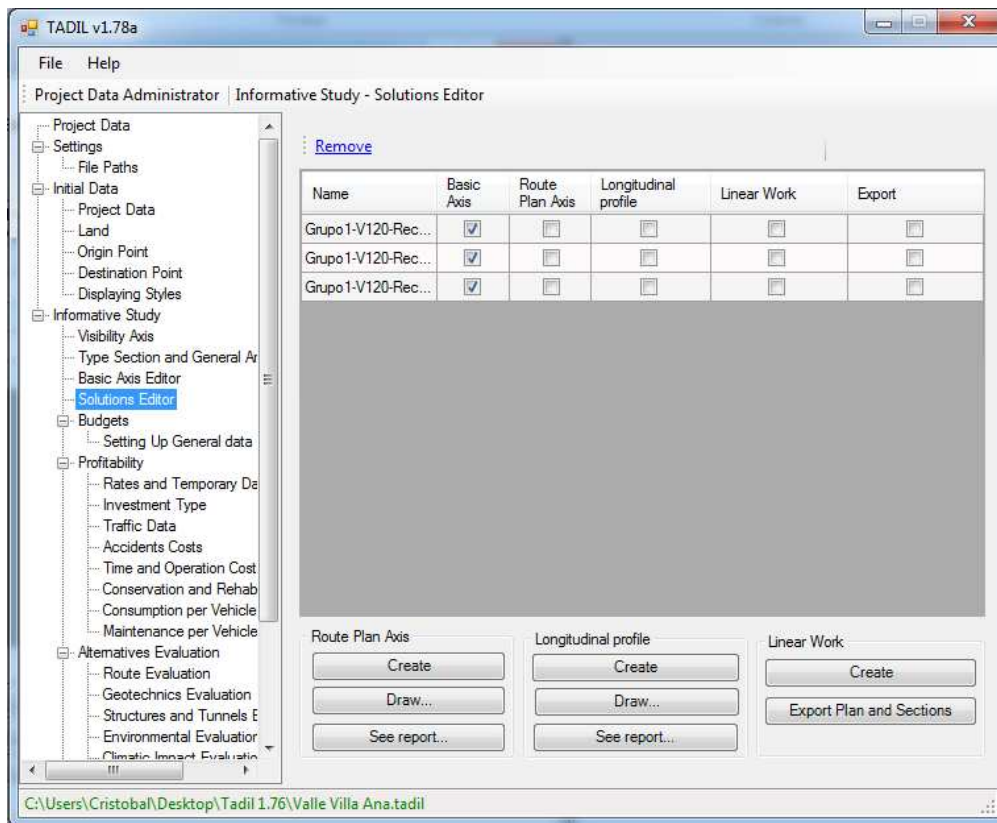 TADIL v1.78a
File Help
Project Data Administrator Informative Study - Solutions Editor
Project Data
Settings
File Paths
Initial Data
Project Data
Land
Origin Point
Destination Point
Displaying Styles
Informative Study
Visibility Axis
Type Section and General Ar
Basic Axis Editor
Solutions Editor
Budgets
Setting Up General data
Profitability
Rates and Temporary Da
Investment Type
Traffic Data
Accidents Costs
Time and Operation Cost
Conservation and Rehab
Consumption per Vehicle
Maintenance per Vehicle
Alternatives Evaluation
Route Evaluation
Geotechnics Evaluation
Structures and Tunnels E
Environmental Evaluation
Climatic Impact Evaluatio
Remove
Name Basic Axis Route Plan Axis Longitudinal profile Linear Work Export
Grupo1-V120-Rec...
Grupo1-V120-Rec...
Grupo1-V120-Rec...
Route Plan Axis
Create
Draw...
See report...
Longitudinal profile
Create
Draw...
See report...
Linear Work
Create
Export Plan and Sections
C:\Users\Cristobal\Desktop\Tadil 1.76\Valle Villa Ana.tadil